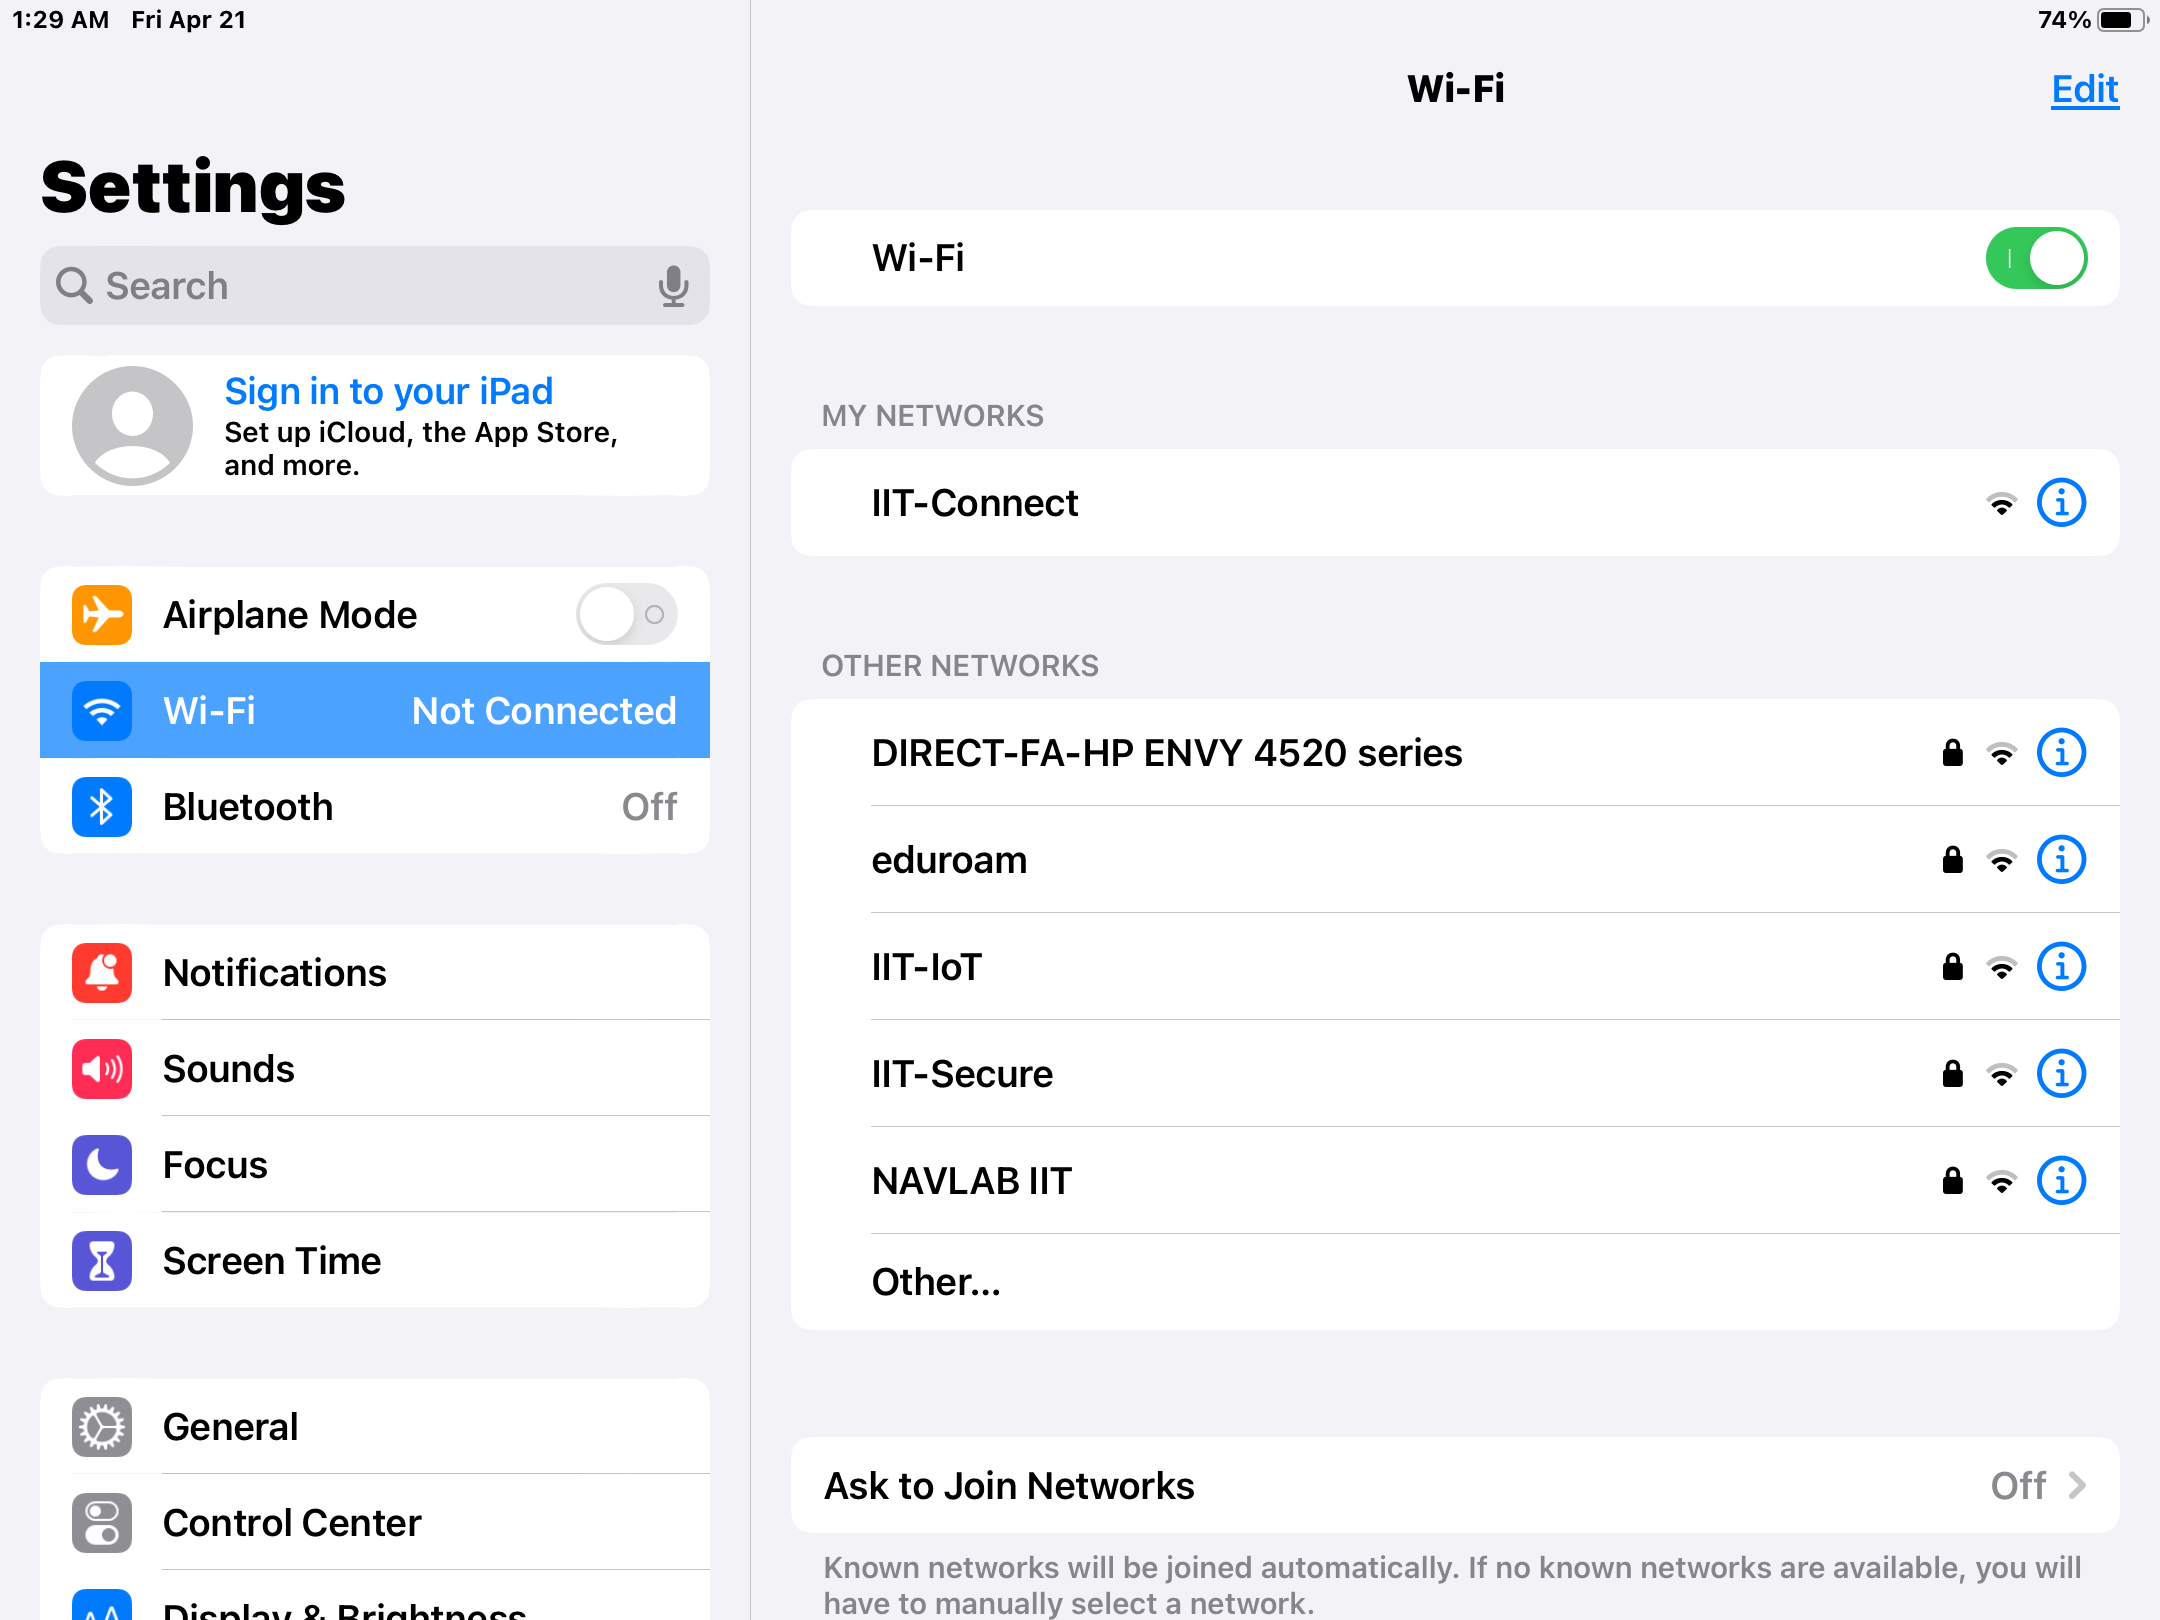 1:29 AM Fri Apr 21
74%
Settings
Search
Sign in to your iPad
Set up iCloud, the App Store,
and more.
Airplane Mode
Wi-Fi Not Connected
Bluetooth Off
Notifications
Sounds
Focus
Screen Time
General
Control Center
Display & Brightness
Wi-Fi
Edit
Wi-Fi
MY NETWORKS
IIT-Connect
OTHER NETWORKS
DIRECT-FA-HP ENVY 4520 series
eduroam
IIT-IoT
IIT-Secure
NAVLAB IIT
Other...
Ask to Join Networks Off
Known networks will be joined automatically. If no known networks are available, you will
have to manually select a network.